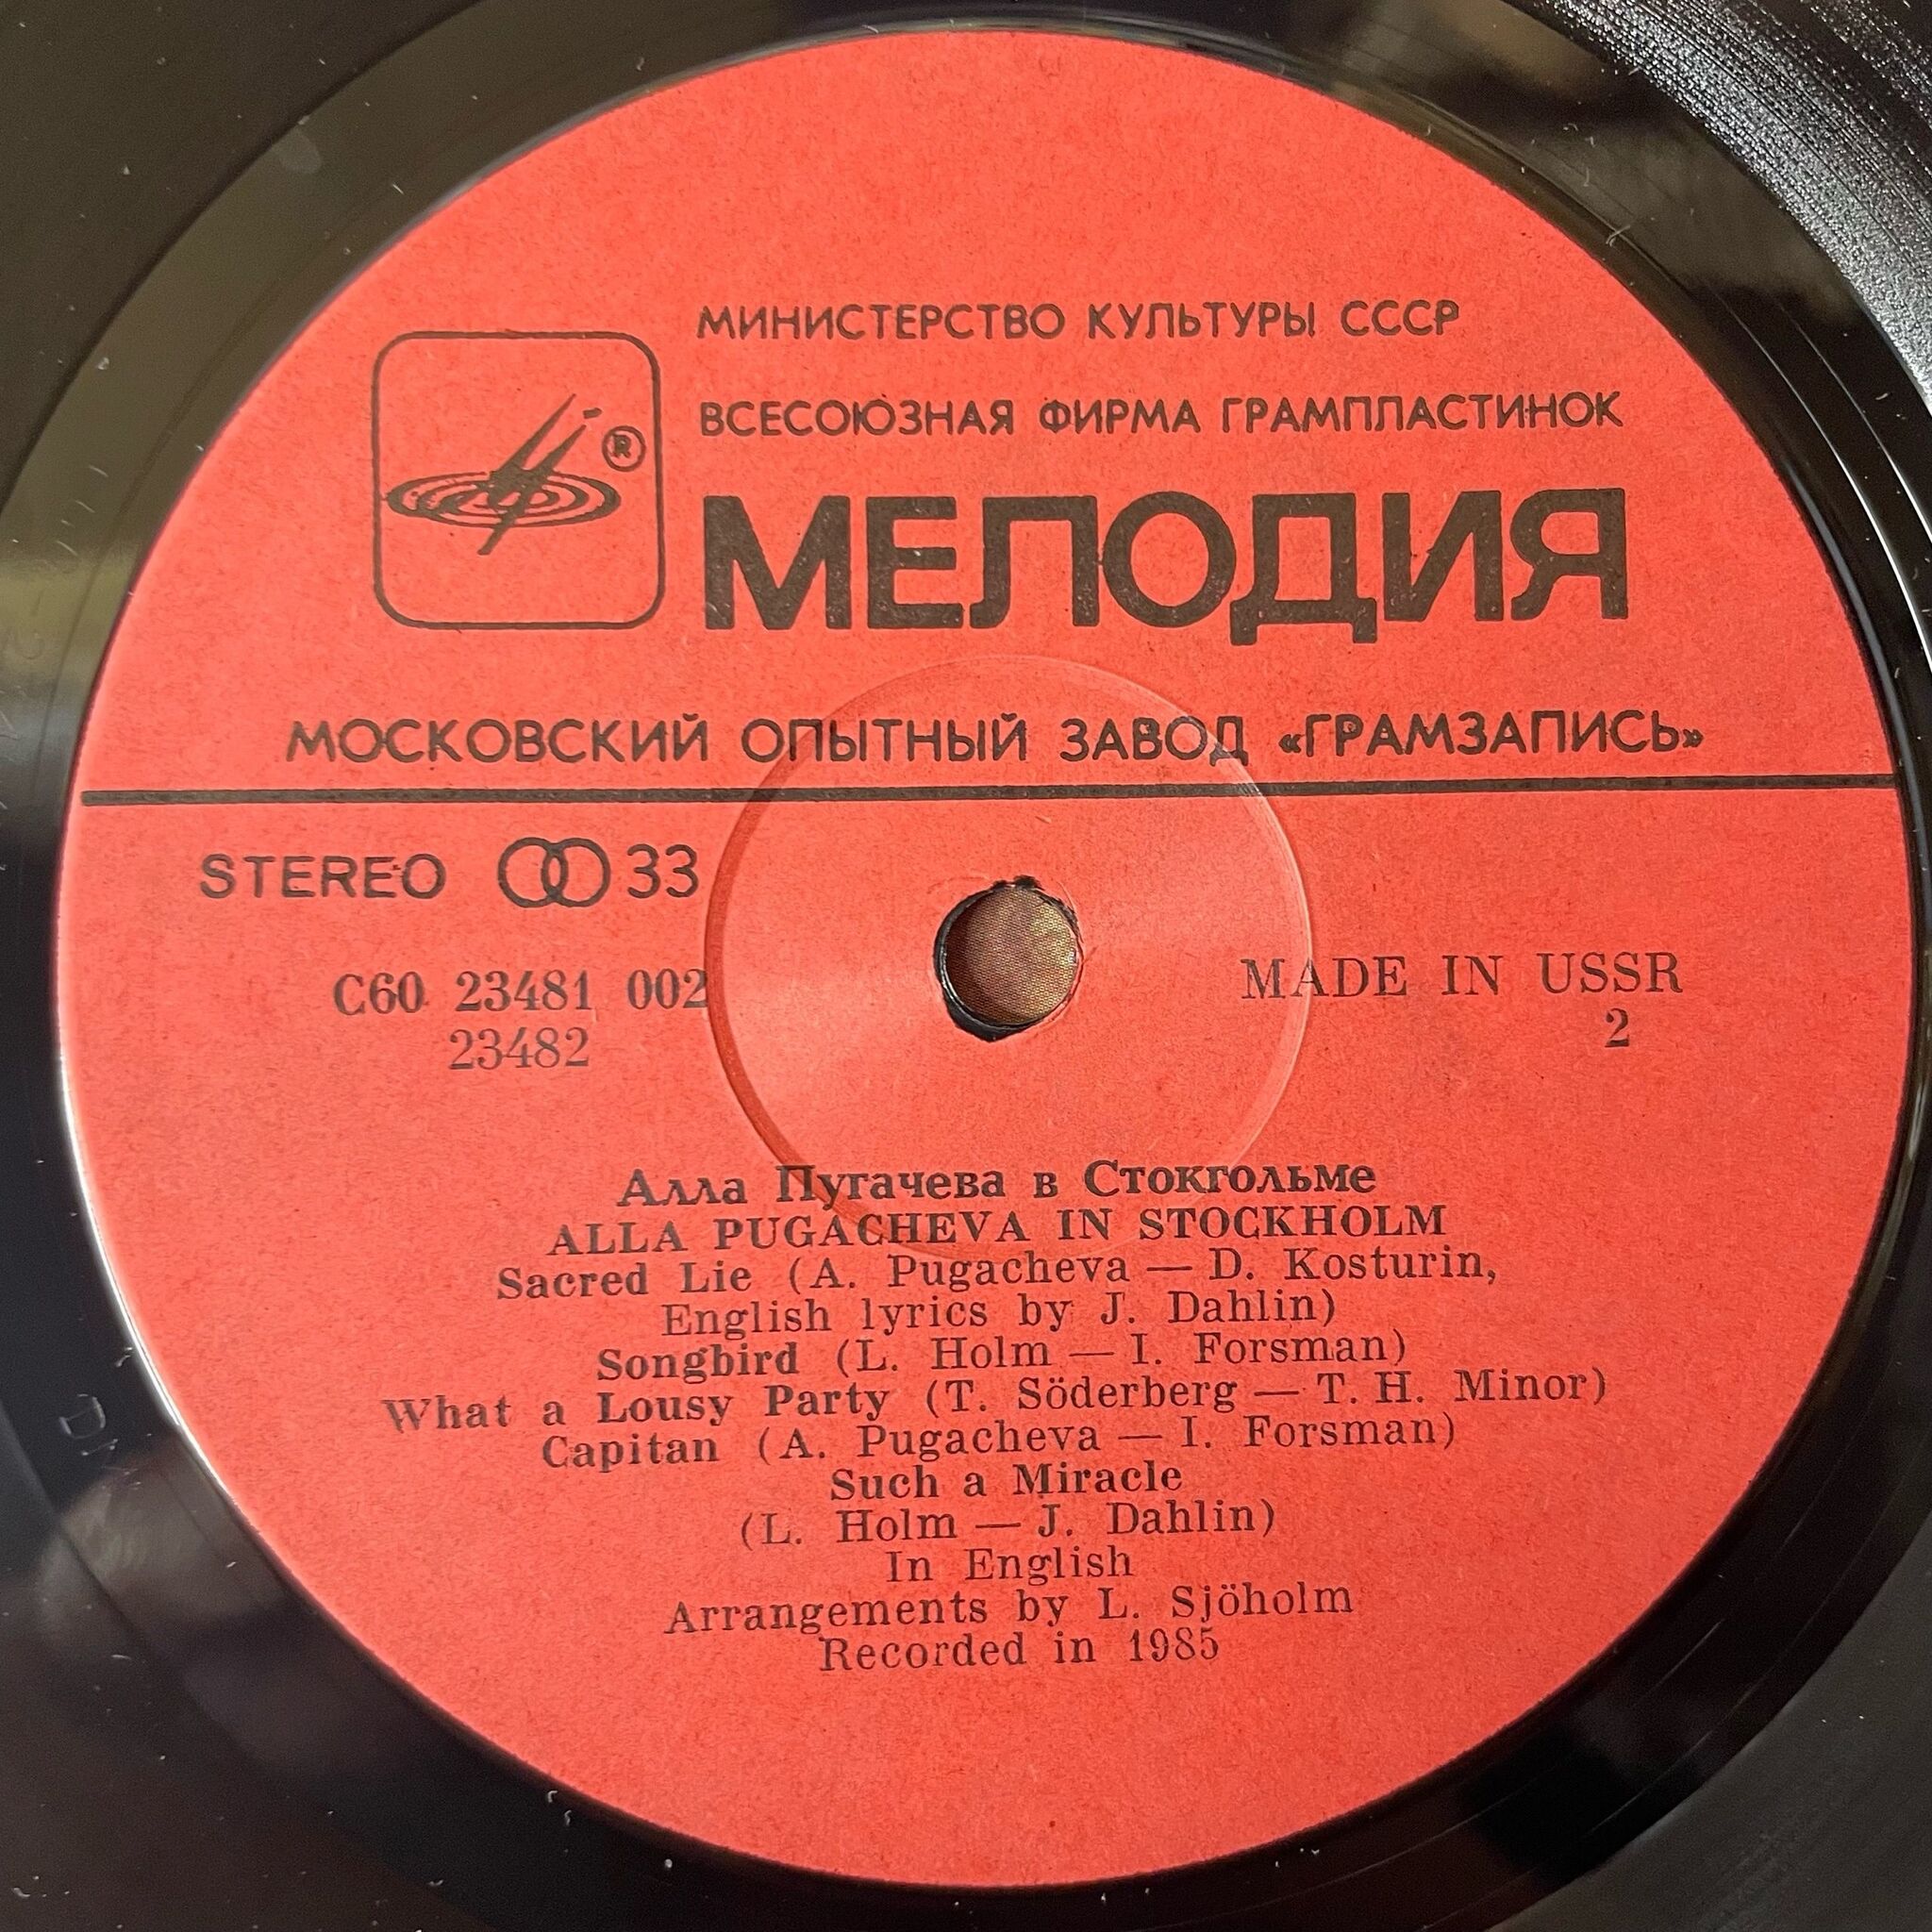 МИНИСТЕРСТВО КУЛЬТУРЫ СССР
ВСЕСОЮЗНАЯ ФИРМА ГРАМПЛАСТИНОК
®
МЕЛОДИЯ
МОСКОВСКИЙ ОПЫТНЫЙ ЗАВОД «ГРАМЗАПИСЬ»
STEREO 33
С60 23481 002
23482
MADE IN USSR
2
Алла Пугачева в Стокгольме
ALLA PUGACHEVA IN STOCKHOLM
Sacred Lie (A. Pugacheva — D. Kosturin,
English lyrics by J. Dahlin)
Songbird (L. Holm — I. Forsman)
What a Lousy Party (T. Söderberg — T. H. Minor)
Capitan (A. Pugacheva — I. Forsman)
Such a Miracle
(L. Holm — J. Dahlin)
In English
Arrangements by L. Sjöholm
Recorded in 1985